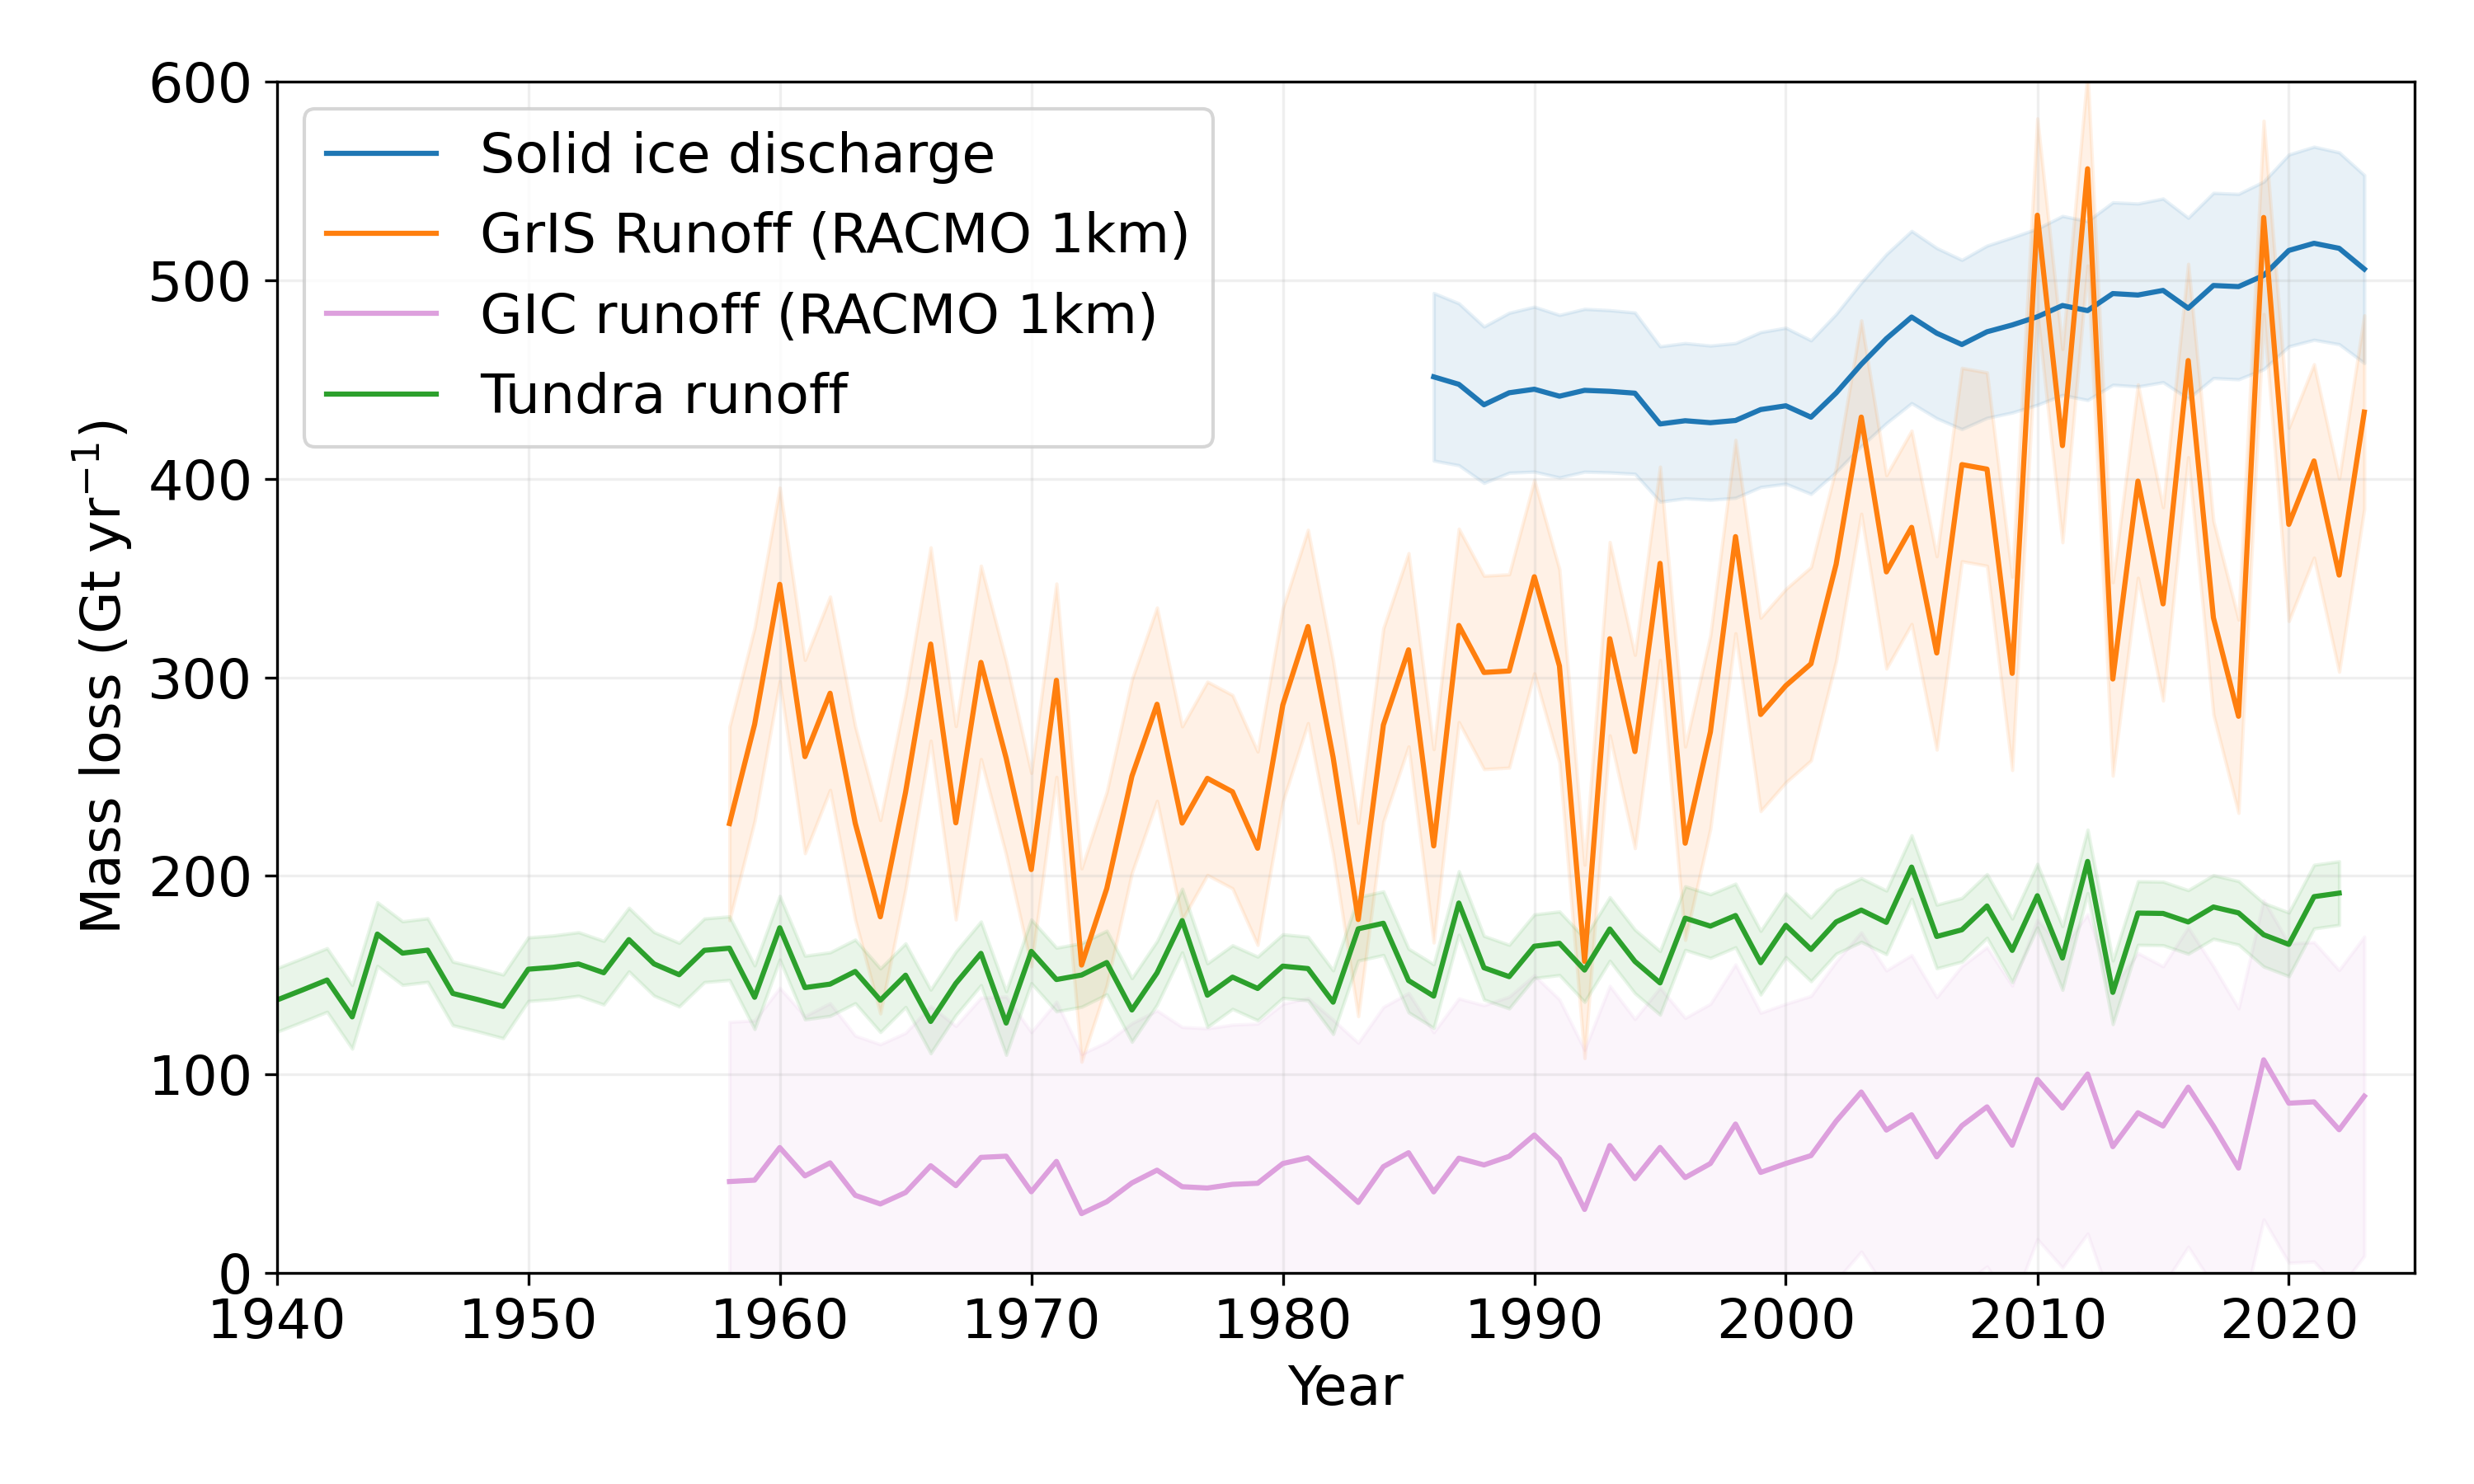 600
500
400
300
200
100
0
Mass loss (Gt yr⁻¹)
Solid ice discharge
GrIS Runoff (RACMO 1km)
GIC runoff (RACMO 1km)
Tundra runoff
1940 1950 1960 1970 1980 1990 2000 2010 2020
Year